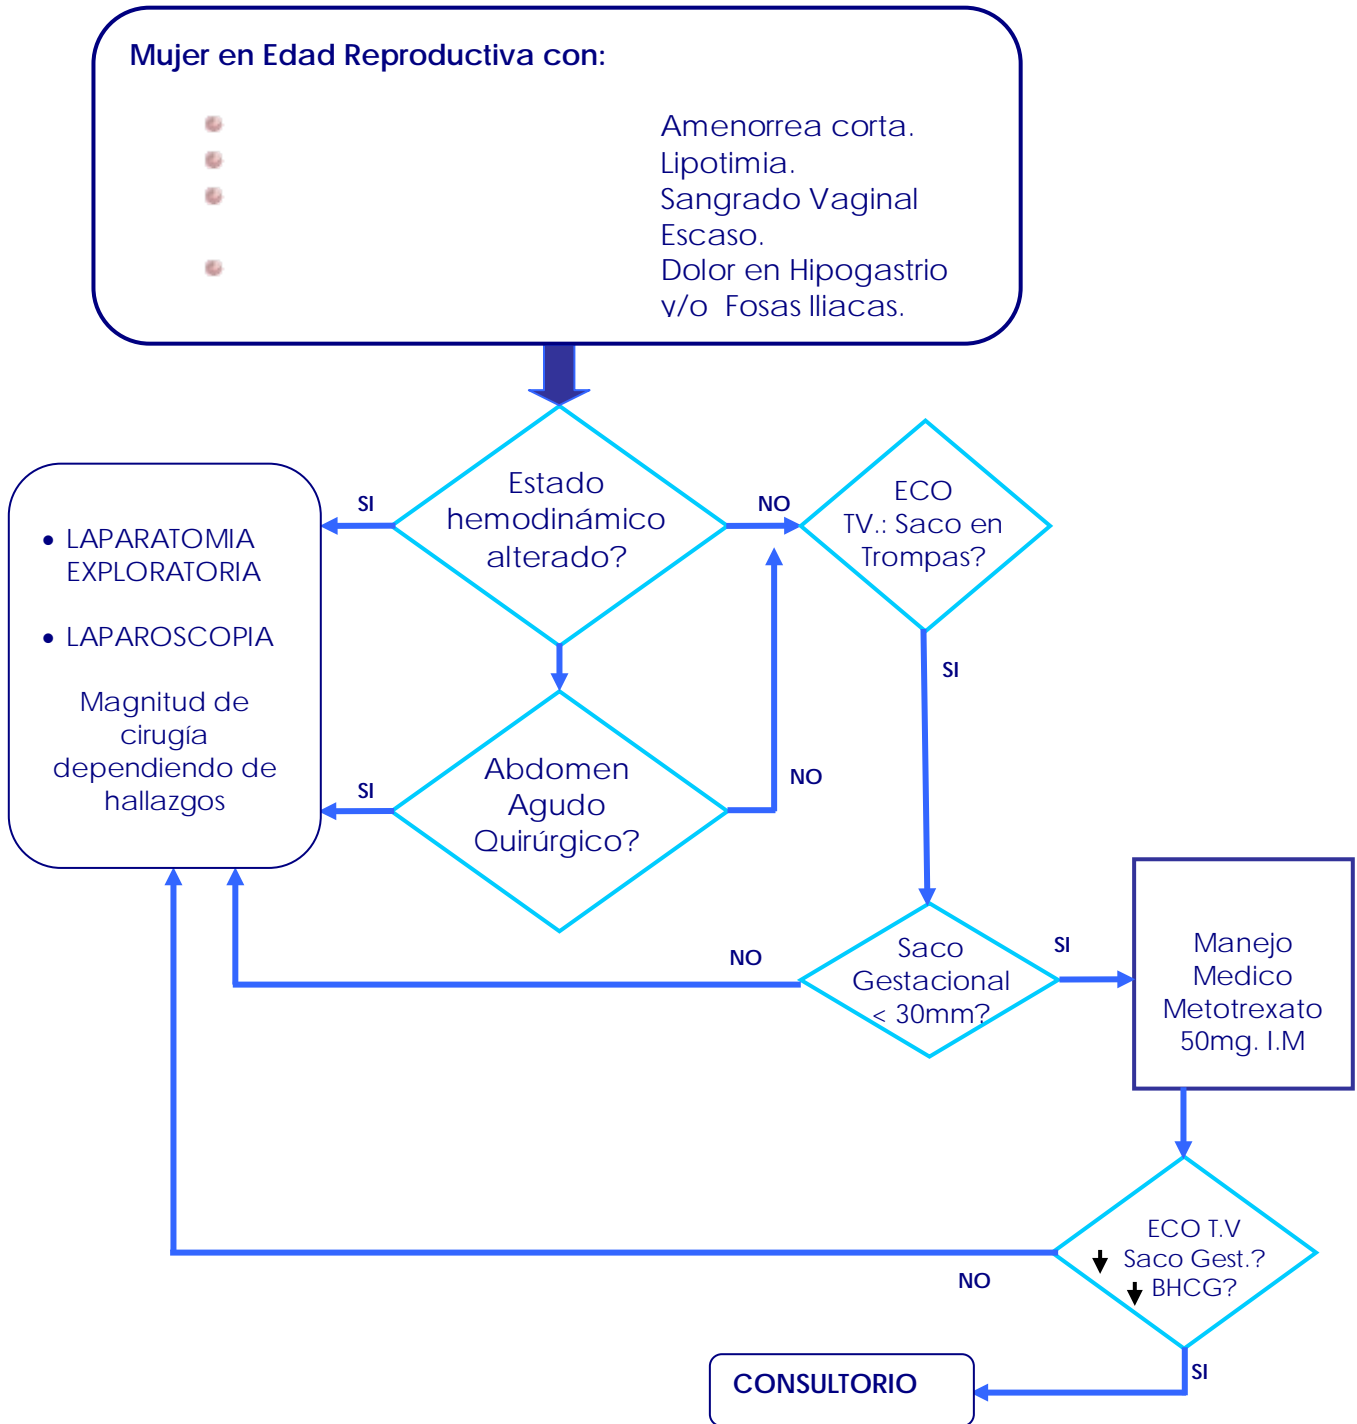 Mujer en Edad Reproductiva con:
Amenorrea corta.
Lipotimia.
Sangrado Vaginal
Escaso.
Dolor en Hipogastrio
y/o Fosas Iliacas.
Estado
hemodinámico
alterado?
SI
NO
ECO
TV.: Saco en
Trompas?
• LAPARATOMIA
EXPLORATORIA
• LAPAROSCOPIA
Magnitud de
cirugía
dependiendo de
hallazgos
SI
Abdomen
Agudo
Quirúrgico?
SI
NO
Saco
Gestacional
< 30mm?
NO
SI
Manejo
Medico
Metotrexato
50mg. I.M
ECO T.V
Saco Gest.?
BHCG?
NO
SI
CONSULTORIO